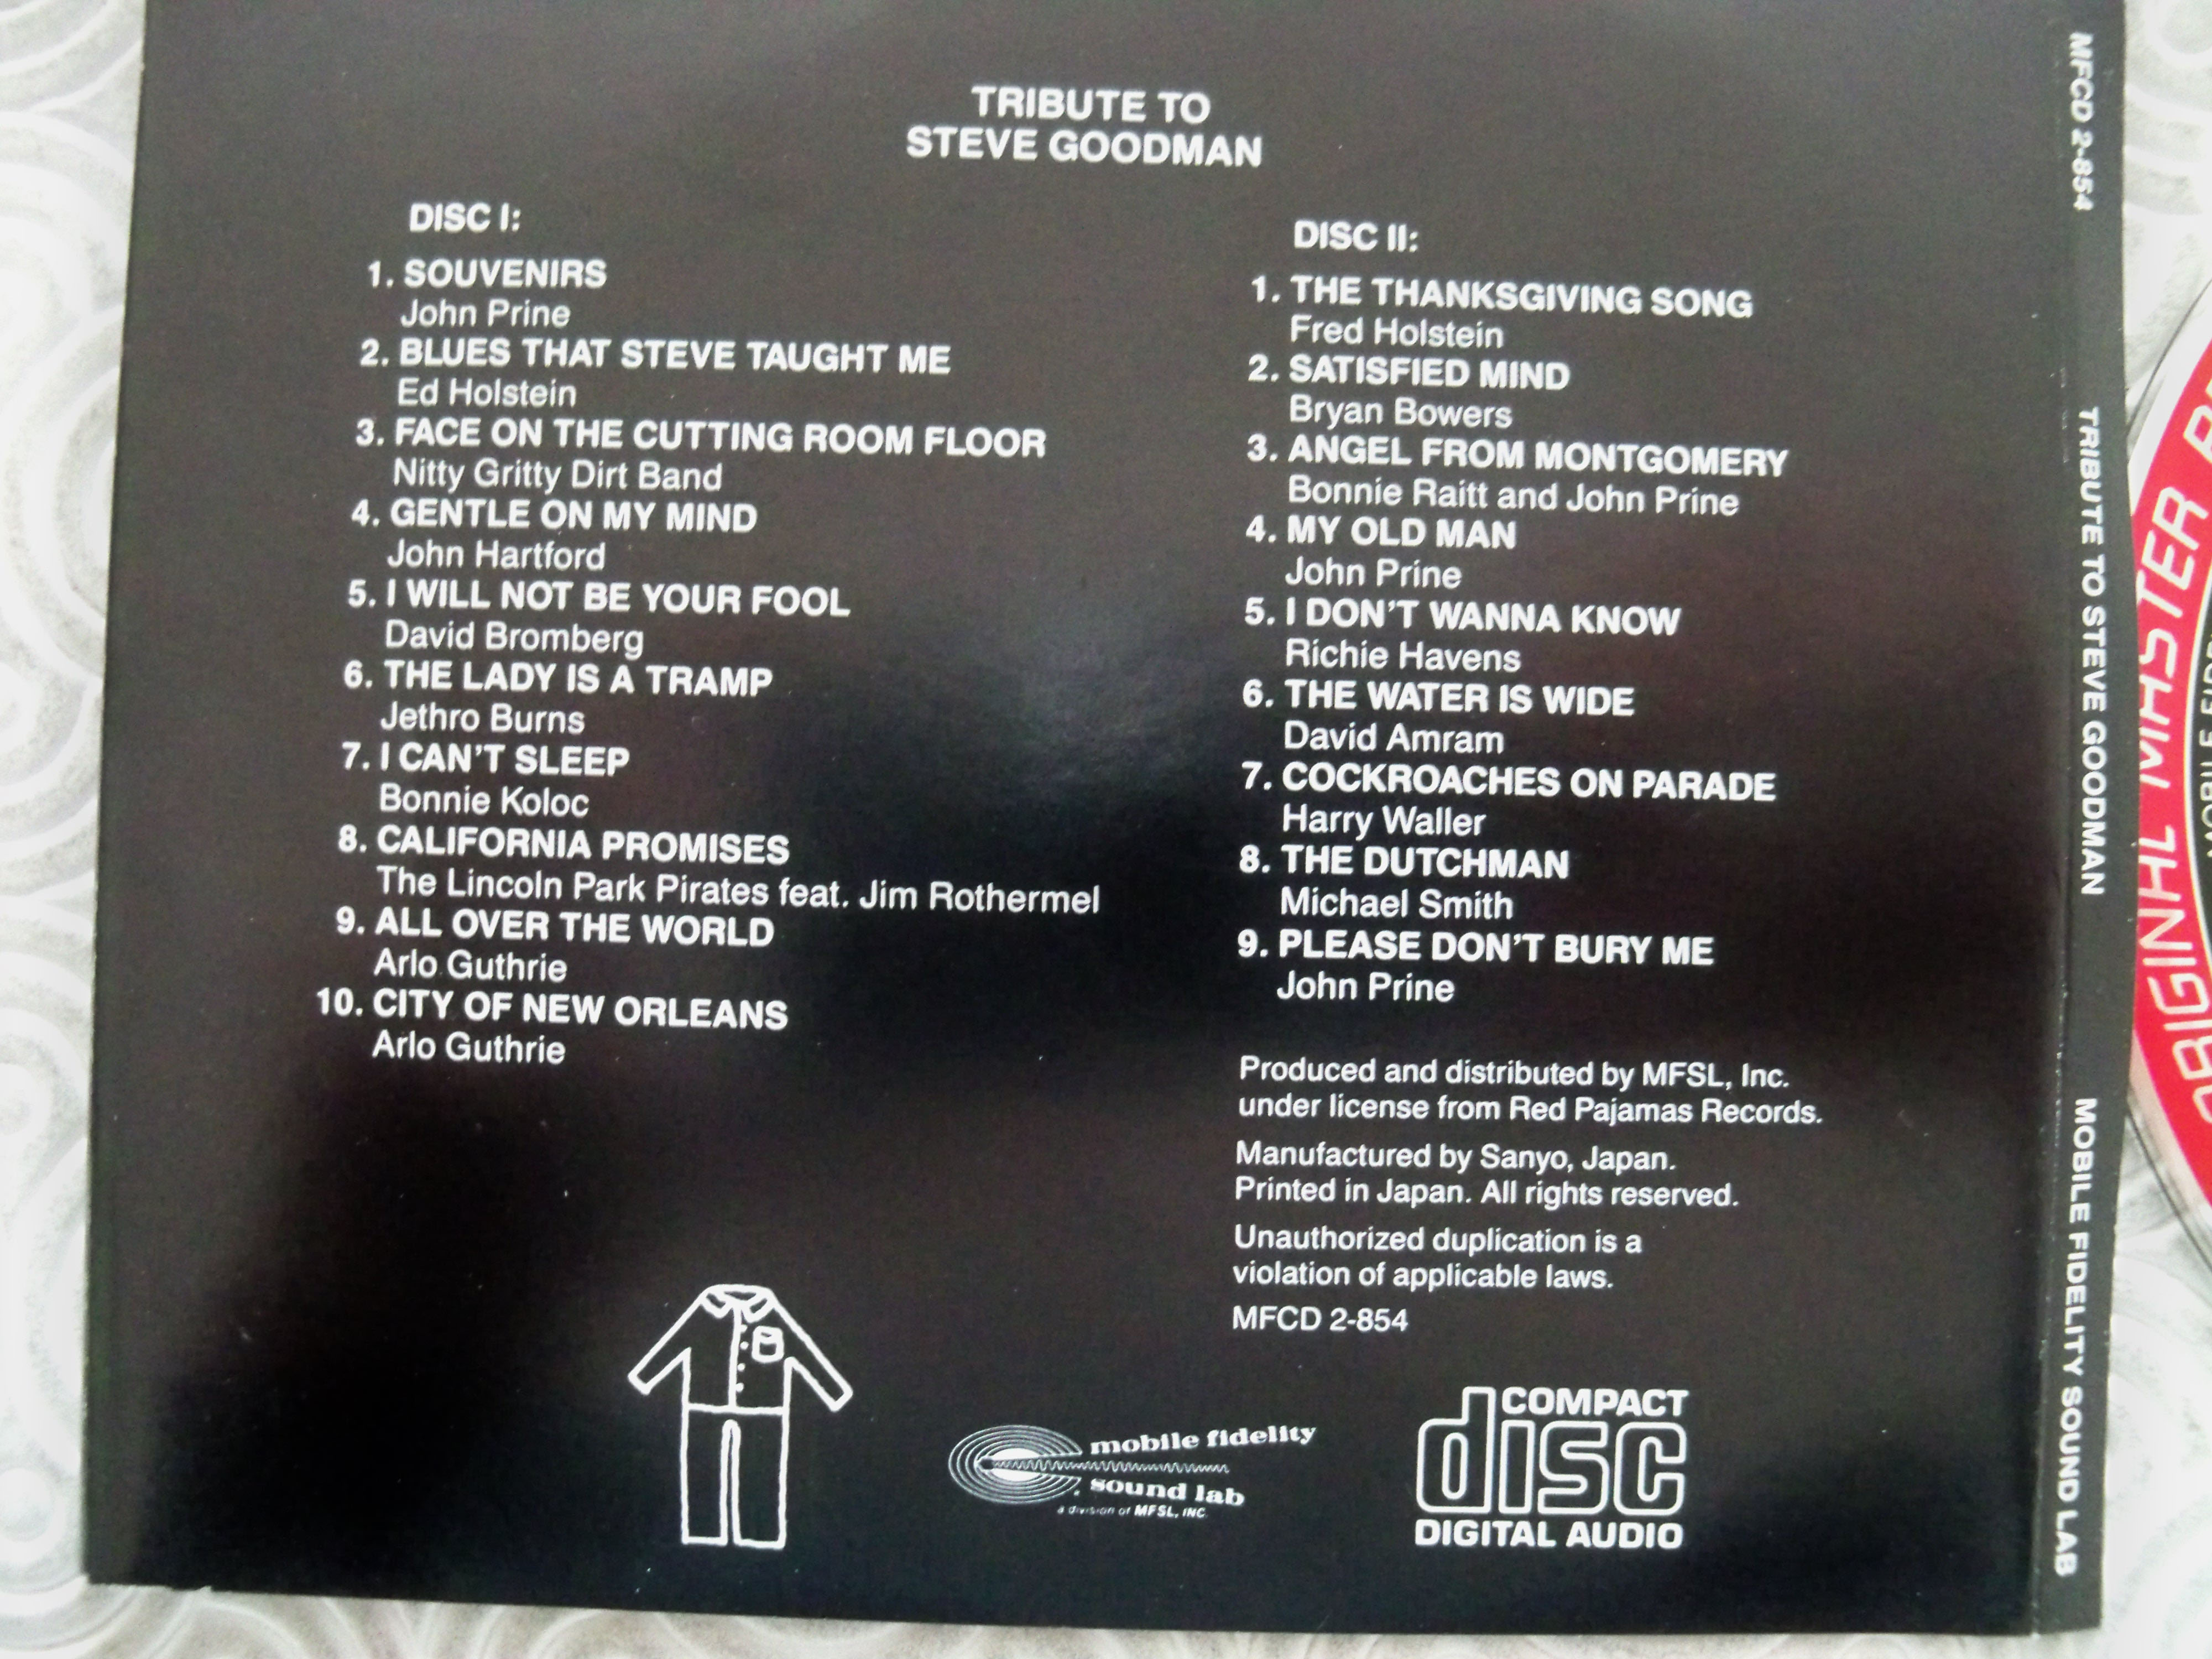 TRIBUTE TO
STEVE GOODMAN
DISC I:
1. SOUVENIRS
John Prine
2. BLUES THAT STEVE TAUGHT ME
Ed Holstein
3. FACE ON THE CUTTING ROOM FLOOR
Nitty Gritty Dirt Band
4. GENTLE ON MY MIND
John Hartford
5. I WILL NOT BE YOUR FOOL
David Bromberg
6. THE LADY IS A TRAMP
Jethro Burns
7. I CAN'T SLEEP
Bonnie Koloc
8. CALIFORNIA PROMISES
The Lincoln Park Pirates feat. Jim Rothermel
9. ALL OVER THE WORLD
Arlo Guthrie
10. CITY OF NEW ORLEANS
Arlo Guthrie
DISC II:
1. THE THANKSGIVING SONG
Fred Holstein
2. SATISFIED MIND
Bryan Bowers
3. ANGEL FROM MONTGOMERY
Bonnie Raitt and John Prine
4. MY OLD MAN
John Prine
5. I DON'T WANNA KNOW
Richie Havens
6. THE WATER IS WIDE
David Amram
7. COCKROACHES ON PARADE
Harry Waller
8. THE DUTCHMAN
Michael Smith
9. PLEASE DON'T BURY ME
John Prine
Produced and distributed by MFSL, Inc.
under license from Red Pajamas Records.
Manufactured by Sanyo, Japan.
Printed in Japan. All rights reserved.
Unauthorized duplication is a
violation of applicable laws.
MFCD 2-854
mobile fidelity
sound lab
a division of MFSL, INC.
COMPACT
disc
DIGITAL AUDIO
MFCD 2-854 TRIBUTE TO STEVE GOODMAN MOBILE FIDELITY SOUND LAB
ORIGINAL MASTER